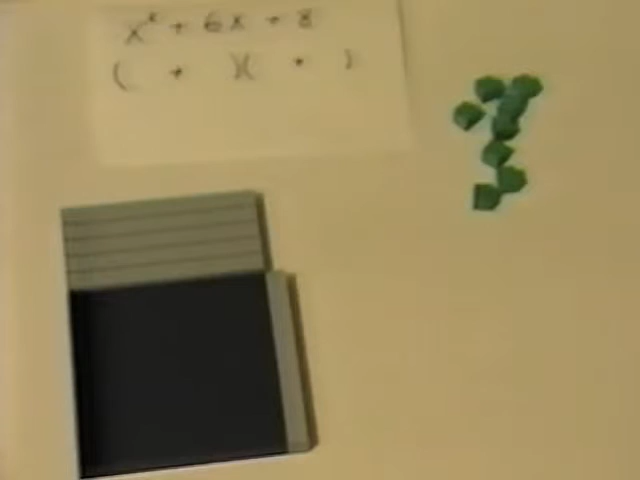 x² + 6x + 8
( + )( + )